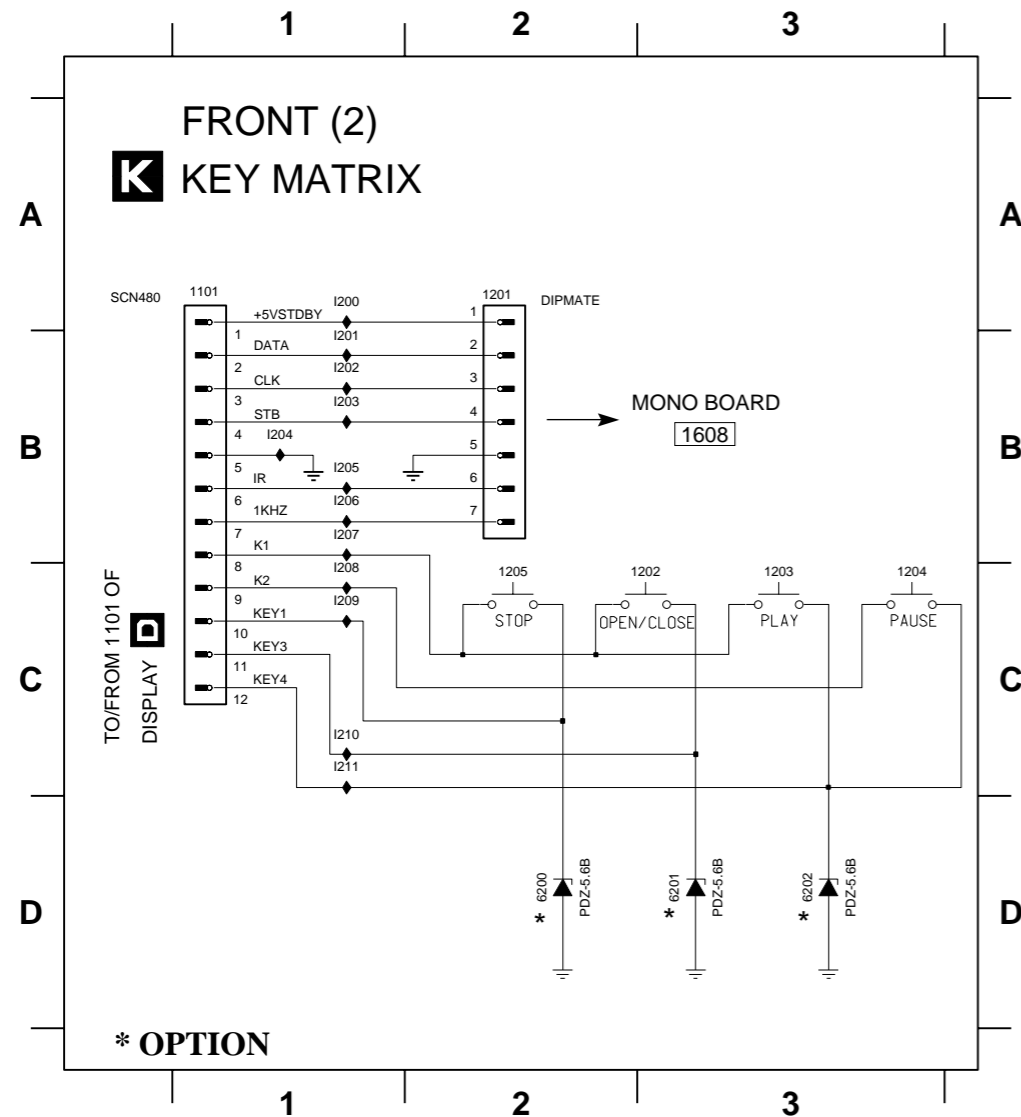 1
2
3
FRONT (2)
K KEY MATRIX
A
A
SCN480
1101
I200
1201
DIPMATE
+5VSTDBY
1
1
I201
DATA
2
2
I202
CLK
3
3
I203
STB
4
MONO BOARD
1608
4
I204
5
B
B
5
I205
IR
6
6
I206
1KHZ
7
7
I207
K1
8
I208
K2
1205
1202
1203
1204
9
I209
KEY1
STOP
OPEN/CLOSE
PLAY
PAUSE
10
KEY3
11
KEY4
12
TO/FROM 1101 OF
DISPLAY D
C
C
I210
I211
* 6200
PDZ-5.6B
* 6201
PDZ-5.6B
* 6202
PDZ-5.6B
D
D
* OPTION
1
2
3